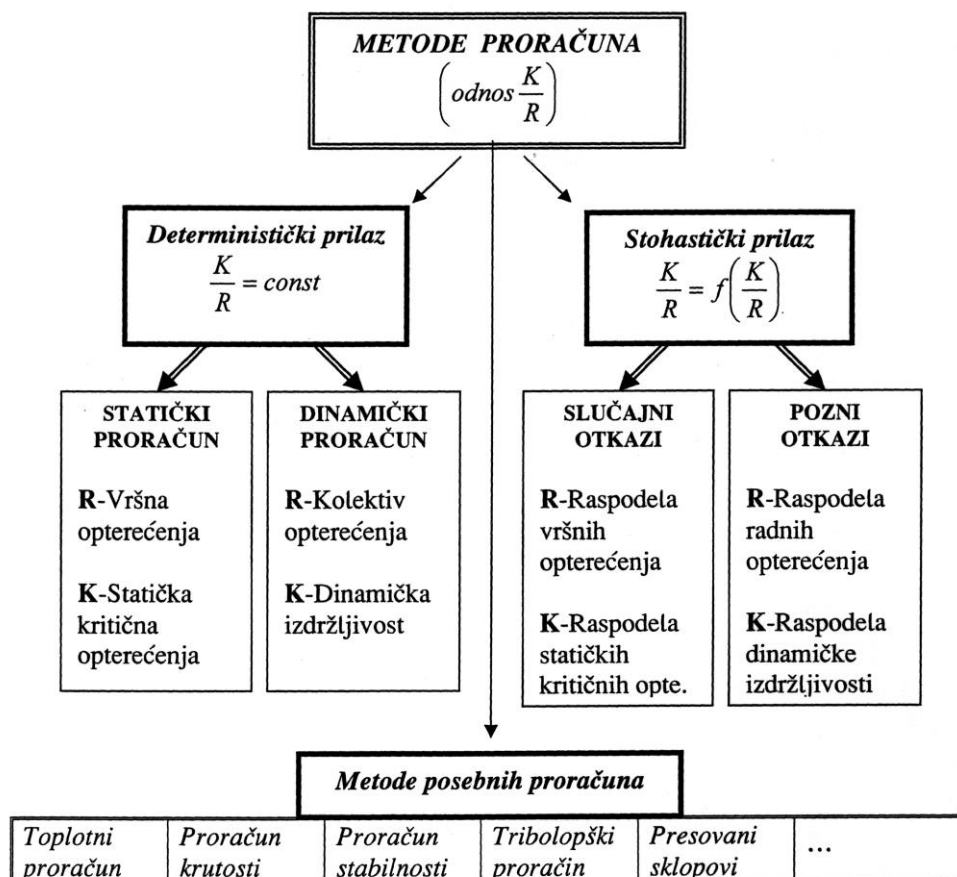 METODE PRORAČUNA
(odnos K/R)
Deterministički prilaz
K/R = const
Stohastički prilaz
K/R = f(K/R)
STATIČKI
PRORAČUN
R-Vršna
opterećenja
K-Statička
kritična
opterećenja
DINAMIČKI
PRORAČUN
R-Kolektiv
opterećenja
K-Dinamička
izdržljivost
SLUČAJNI
OTKAZI
R-Raspodela
vršnih
opterećenja
K-Raspodela
statičkih
kritičnih opte.
POZNI
OTKAZI
R-Raspodela
radnih
opterećenja
K-Raspodela
dinamičke
izdržljivosti
Metode posebnih proračuna
Toplotni
proračun
Proračun
krutosti
Proračun
stabilnosti
Tribolopški
proračin
Presovani
sklopovi
...